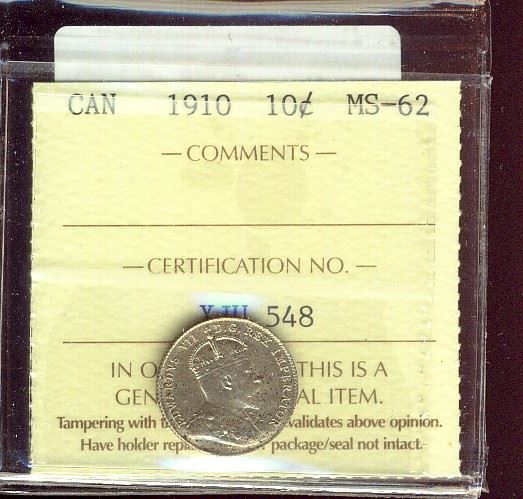 CAN 1910 10¢ MS-62
— COMMENTS —
— CERTIFICATION NO. —
548
EDWARDVS VII D.G. REX IMPERATOR
IN O THIS IS A
GEN AL ITEM.
Tampering with t validates above opinion.
Have holder repl package/seal not intact.